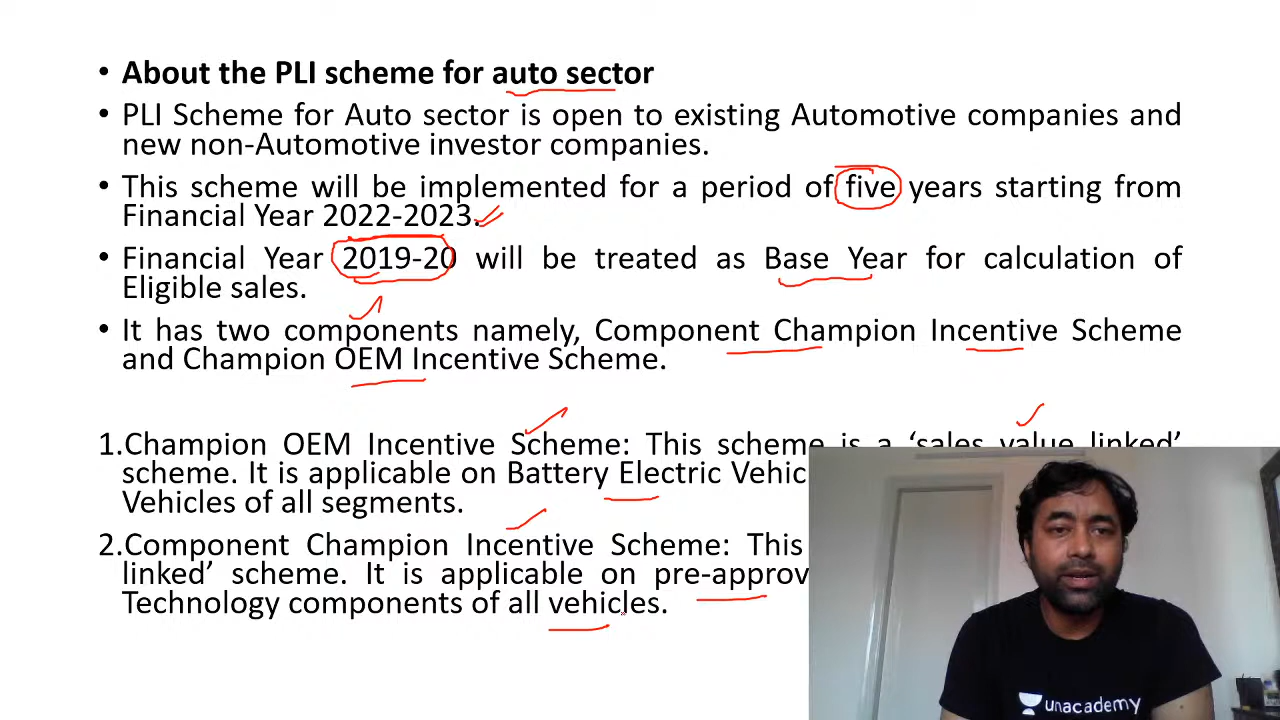 • About the PLI scheme for auto sector
• PLI Scheme for Auto sector is open to existing Automotive companies and
new non-Automotive investor companies.
• This scheme will be implemented for a period of five years starting from
Financial Year 2022-2023.
• Financial Year 2019-20 will be treated as Base Year for calculation of
Eligible sales.
• It has two components namely, Component Champion Incentive Scheme
and Champion OEM Incentive Scheme.
1.Champion OEM Incentive Scheme: This scheme is a ‘sales value linked’
scheme. It is applicable on Battery Electric
Vehicles of all segments.
2.Component Champion Incentive Scheme: This
linked’ scheme. It is applicable on
Technology components of all vehicles.
unacademy